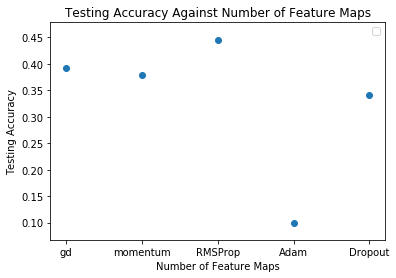 Testing Accuracy Against Number of Feature Maps
0.45
0.40
0.35
0.30
0.25
0.20
0.15
0.10
Testing Accuracy
gd momentum RMSProp Adam Dropout
Number of Feature Maps